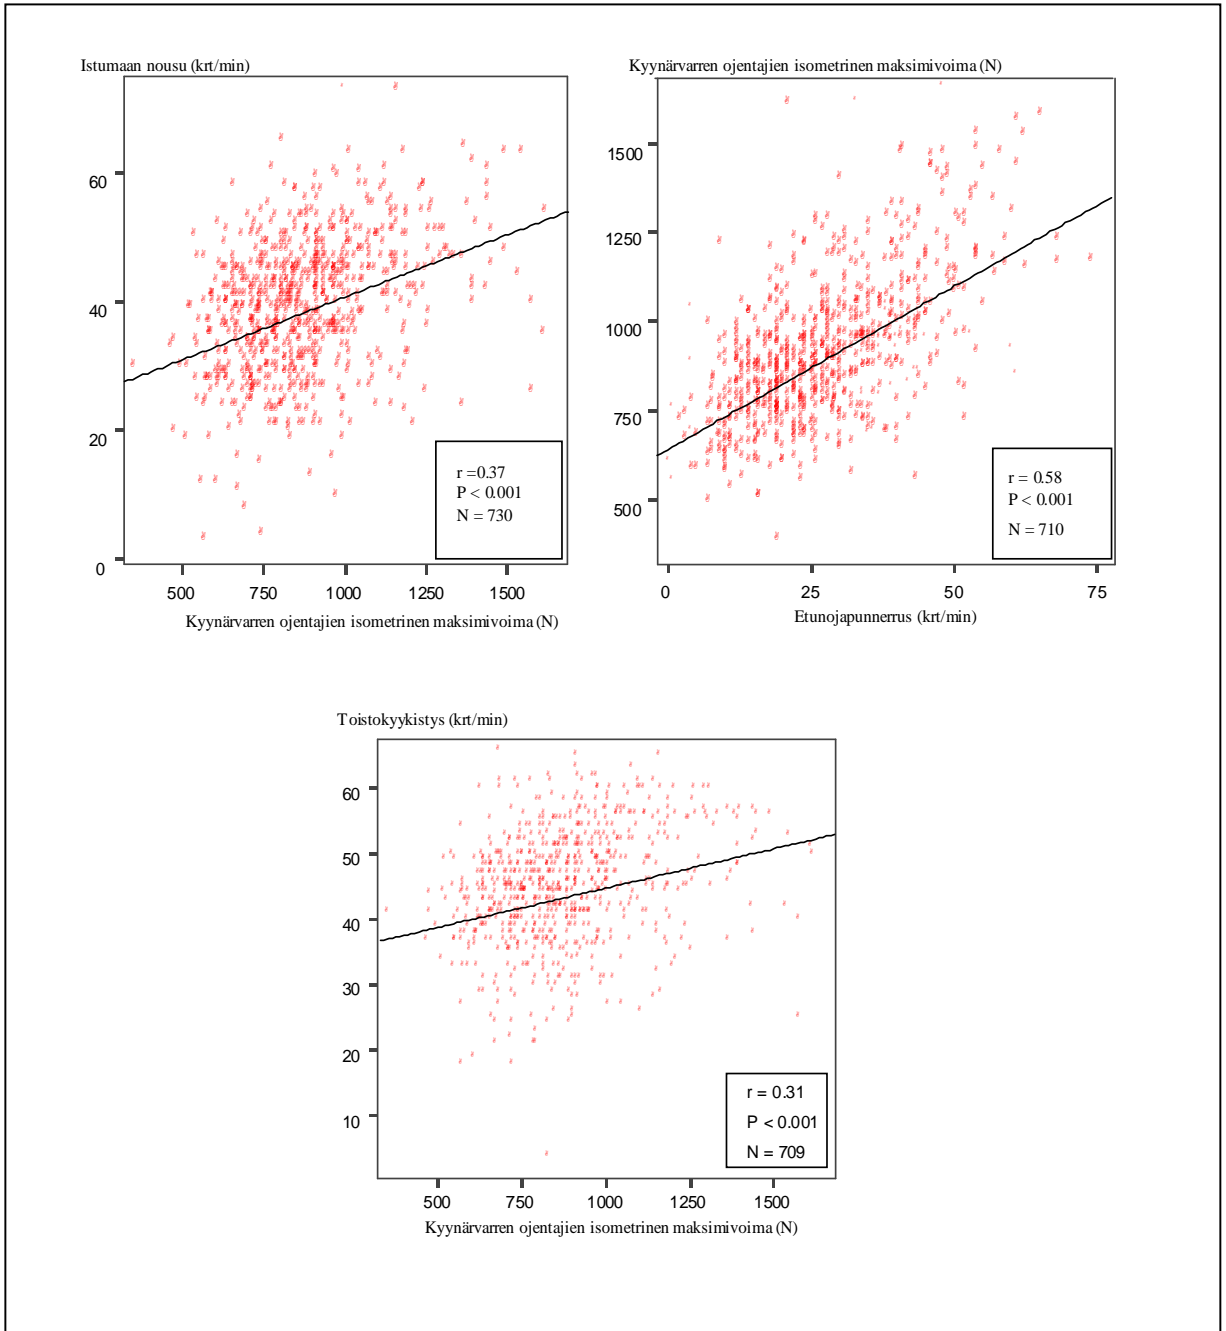 Istumaan nousu (krt/min)
60
40
20
0
500 750 1000 1250 1500
Kyynärvarren ojentajien isometrinen maksimivoima (N)
r =0.37
P < 0.001
N = 730
Kyynärvarren ojentajien isometrinen maksimivoima (N)
1500
1250
1000
750
500
0 25 50 75
Etunojapunnerrus (krt/min)
r = 0.58
P < 0.001
N = 710
Toistokyykistys (krt/min)
60
50
40
30
20
10
500 750 1000 1250 1500
Kyynärvarren ojentajien isometrinen maksimivoima (N)
r = 0.31
P < 0.001
N = 709